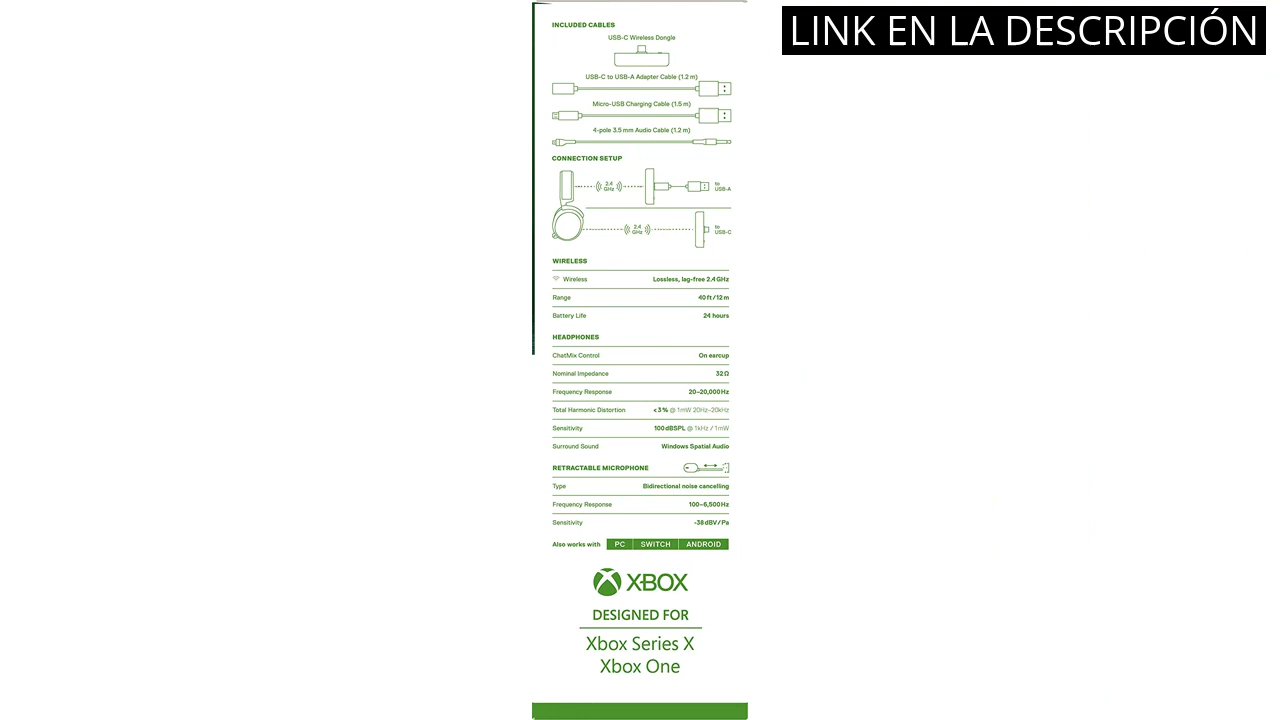 LINK EN LA DESCRIPCIÓN
INCLUDED CABLES
USB-C Wireless Dongle
USB-C to USB-A Adapter Cable (1.2 m)
Micro-USB Charging Cable (1.5 m)
4-pole 3.5 mm Audio Cable (1.2 m)
CONNECTION SETUP
2.4 GHz
to USB-A
2.4 GHz
to USB-C
WIRELESS
Wireless Lossless, lag-free 2.4 GHz
Range 40 ft / 12 m
Battery Life 24 hours
HEADPHONES
ChatMix Control On earcup
Nominal Impedance 32 Ω
Frequency Response 20–20,000 Hz
Total Harmonic Distortion < 3 % @ 1mW 20Hz–20kHz
Sensitivity 100 dBSPL @ 1kHz / 1mW
Surround Sound Windows Spatial Audio
RETRACTABLE MICROPHONE
Type Bidirectional noise cancelling
Frequency Response 100–6,500 Hz
Sensitivity -38 dBV / Pa
Also works with PC SWITCH ANDROID
XBOX
DESIGNED FOR
Xbox Series X
Xbox One